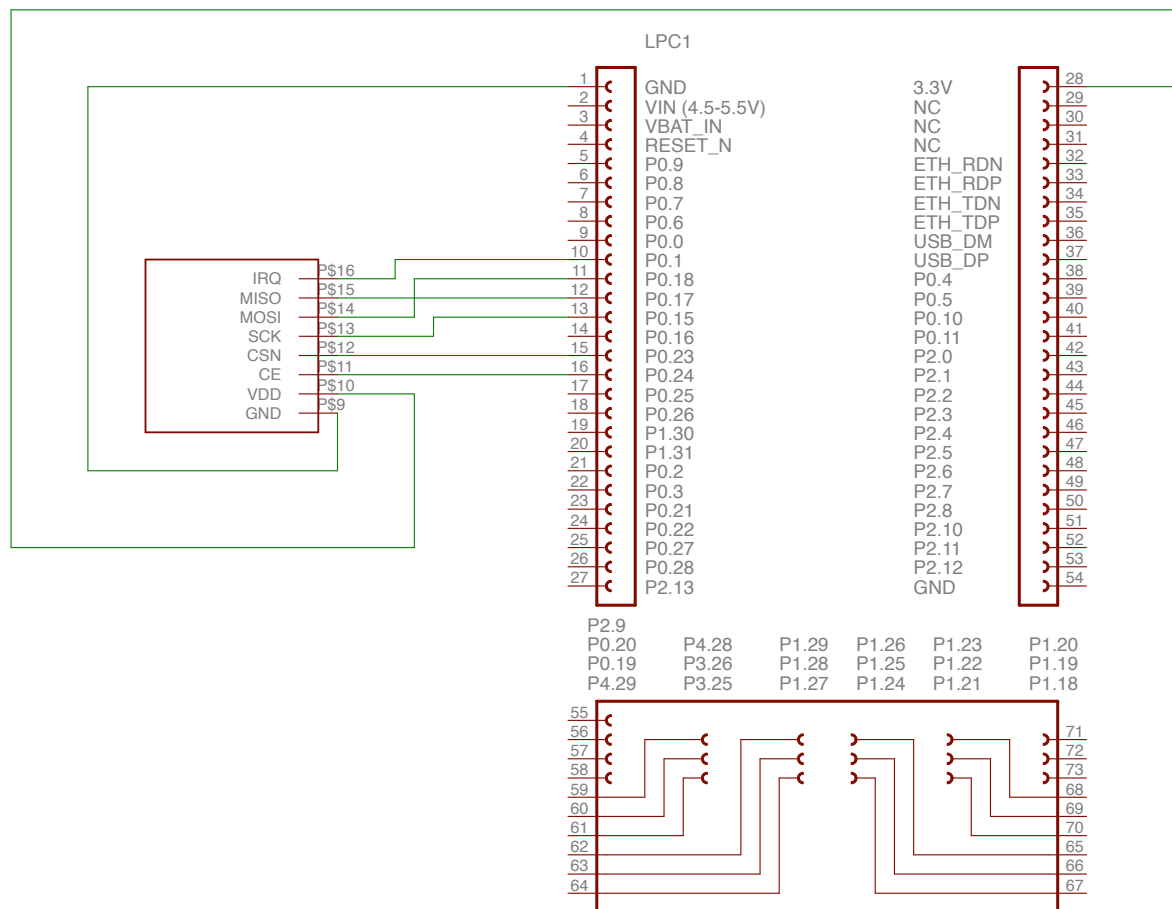 LPC1
1 GND 3.3V 28
2 VIN (4.5-5.5V) NC 29
3 VBAT_IN NC 30
4 RESET_N NC 31
5 P0.9 ETH_RDN 32
6 P0.8 ETH_RDP 33
7 P0.7 ETH_TDN 34
8 P0.6 ETH_TDP 35
9 P0.0 USB_DM 36
10 P0.1 USB_DP 37
IRQ P$16 11 P0.18 P0.4 38
MISO P$15 12 P0.17 P0.5 39
MOSI P$14 13 P0.15 P0.10 40
SCK P$13 14 P0.16 P0.11 41
CSN P$12 15 P0.23 P2.0 42
CE P$11 16 P0.24 P2.1 43
VDD P$10 17 P0.25 P2.2 44
GND P$9 18 P0.26 P2.3 45
19 P1.30 P2.4 46
20 P1.31 P2.5 47
21 P0.2 P2.6 48
22 P0.3 P2.7 49
23 P0.21 P2.8 50
24 P0.22 P2.10 51
25 P0.27 P2.11 52
26 P0.28 P2.12 53
27 P2.13 GND 54
P2.9
P0.20 P4.28 P1.29 P1.26 P1.23 P1.20
P0.19 P3.26 P1.28 P1.25 P1.22 P1.19
P4.29 P3.25 P1.27 P1.24 P1.21 P1.18
55
56 71
57 72
58 73
59 68
60 69
61 70
62 65
63 66
64 67